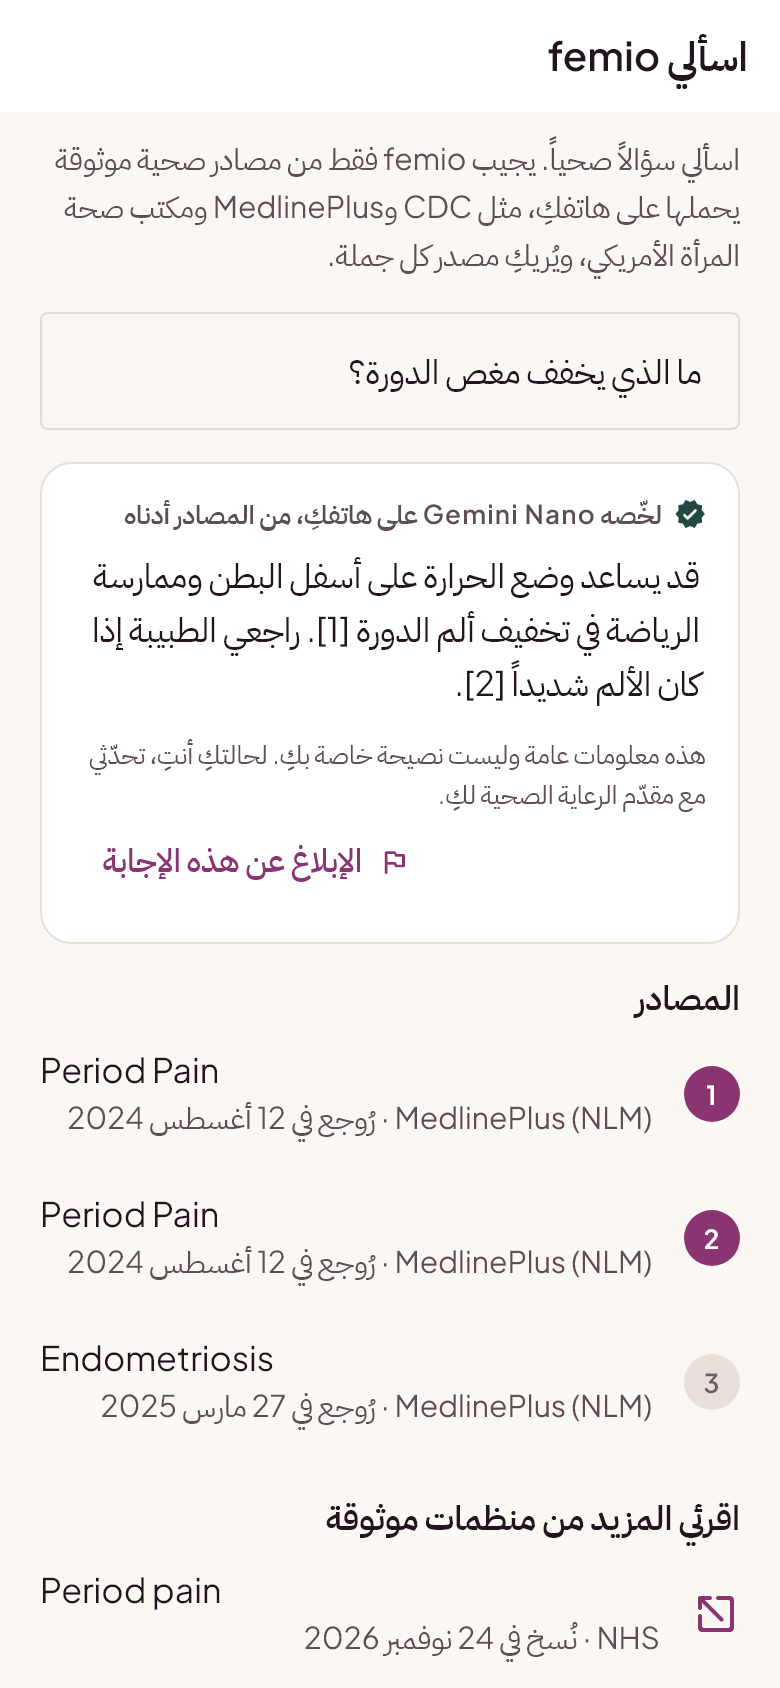 اسألي femio
اسألي سؤالاً صحياً. يجيب femio فقط من مصادر صحية موثوقة
يحملها على هاتفكِ، مثل CDC وMedlinePlus ومكتب صحة
المرأة الأمريكي، ويُريكِ مصدر كل جملة.
ما الذي يخفف مغص الدورة؟
لخّصه Gemini Nano على هاتفكِ، من المصادر أدناه
قد يساعد وضع الحرارة على أسفل البطن وممارسة
الرياضة في تخفيف ألم الدورة [1]. راجعي الطبيبة إذا
كان الألم شديداً [2].
هذه معلومات عامة وليست نصيحة خاصة بكِ. لحالتكِ أنتِ، تحدّثي
مع مقدّم الرعاية الصحية لكِ.
الإبلاغ عن هذه الإجابة
المصادر
1
Period Pain
MedlinePlus (NLM) · رُوجع في 12 أغسطس 2024
2
Period Pain
MedlinePlus (NLM) · رُوجع في 12 أغسطس 2024
3
Endometriosis
MedlinePlus (NLM) · رُوجع في 27 مارس 2025
اقرئي المزيد من منظمات موثوقة
Period pain
NHS · نُسخ في 24 نوفمبر 2026